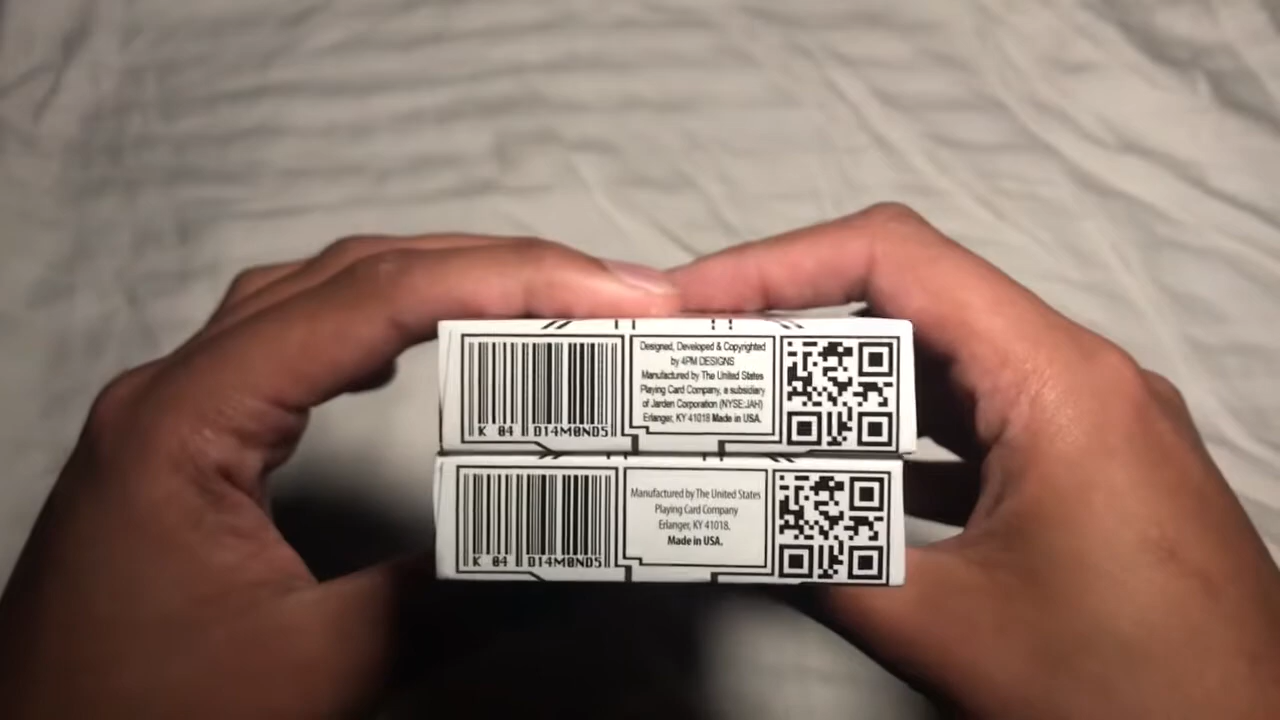 K 04 D14M0ND5
Designed, Developed & Copyrighted
by 4PM DESIGNS
Manufactured by The United States
Playing Card Company, a subsidiary
of Jarden Corporation (NYSE:JAH)
Erlanger, KY 41018 Made in USA.
K 04 D14M0ND5
Manufactured by The United States
Playing Card Company
Erlanger, KY 41018.
Made in USA.